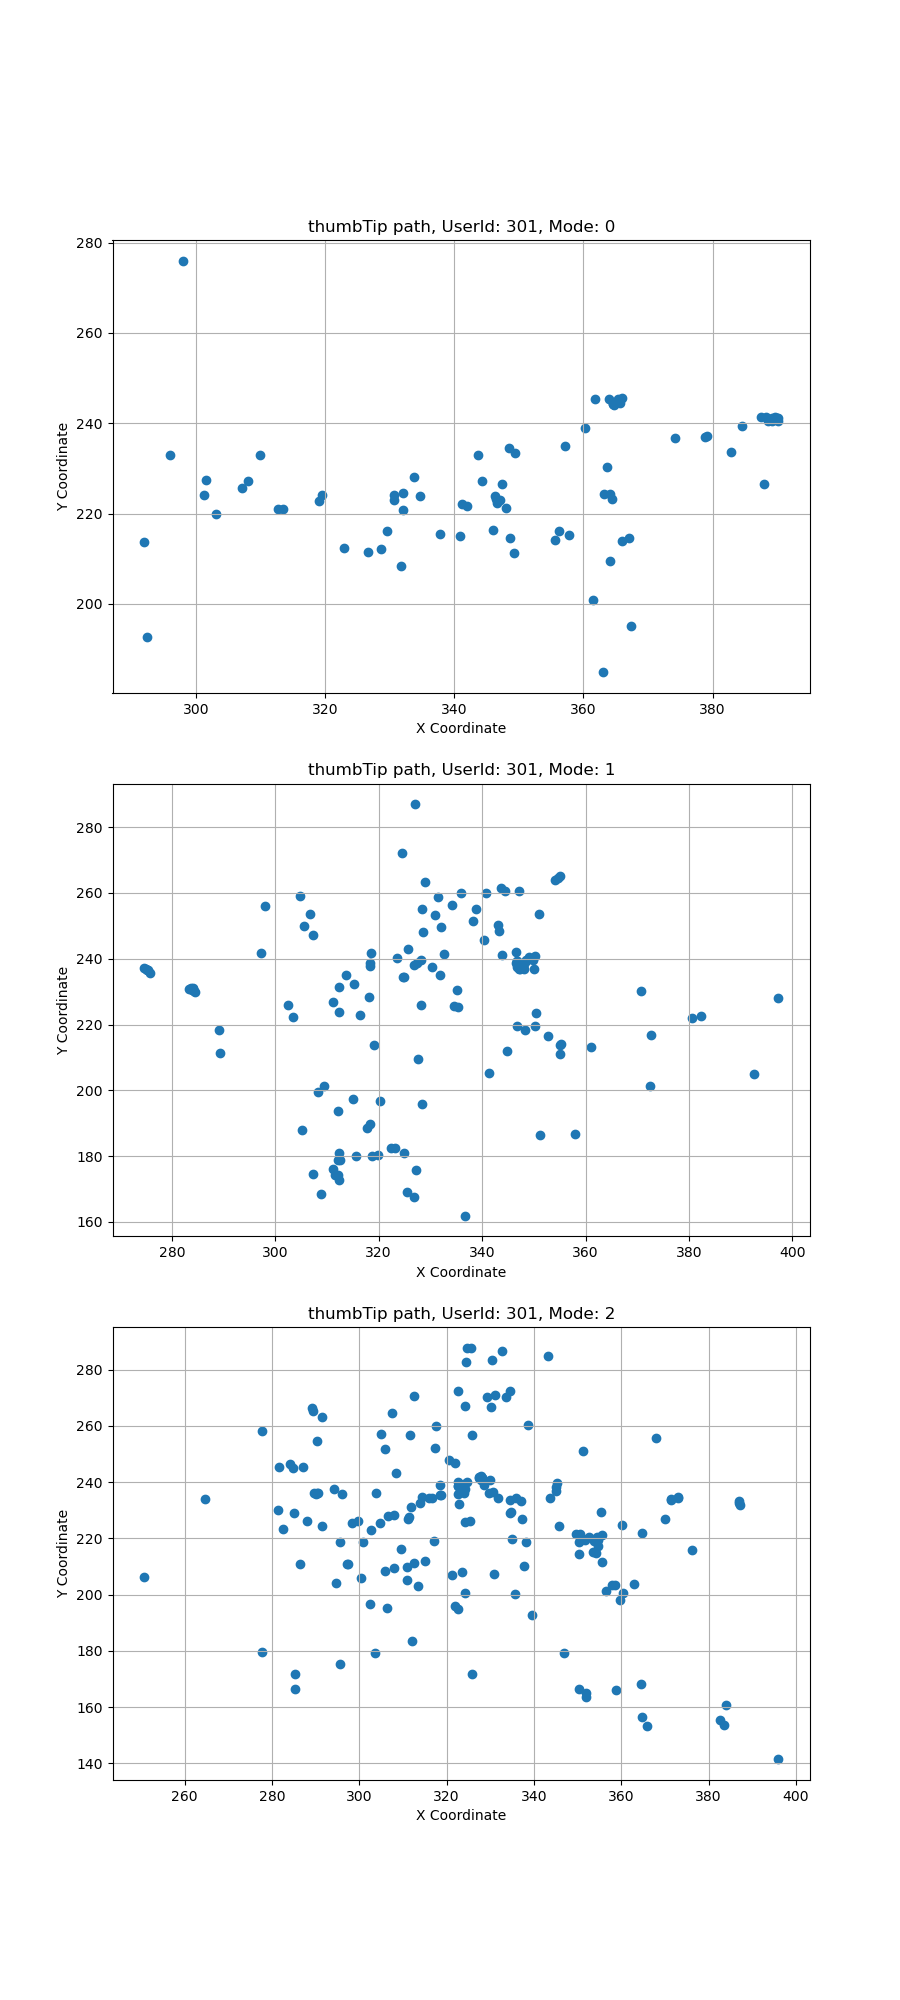 thumbTip path, UserId: 301, Mode: 0
280
260
240
220
200
Y Coordinate
300 320 340 360 380
X Coordinate
thumbTip path, UserId: 301, Mode: 1
280
260
240
220
200
180
160
Y Coordinate
280 300 320 340 360 380 400
X Coordinate
thumbTip path, UserId: 301, Mode: 2
280
260
240
220
200
180
160
140
Y Coordinate
260 280 300 320 340 360 380 400
X Coordinate